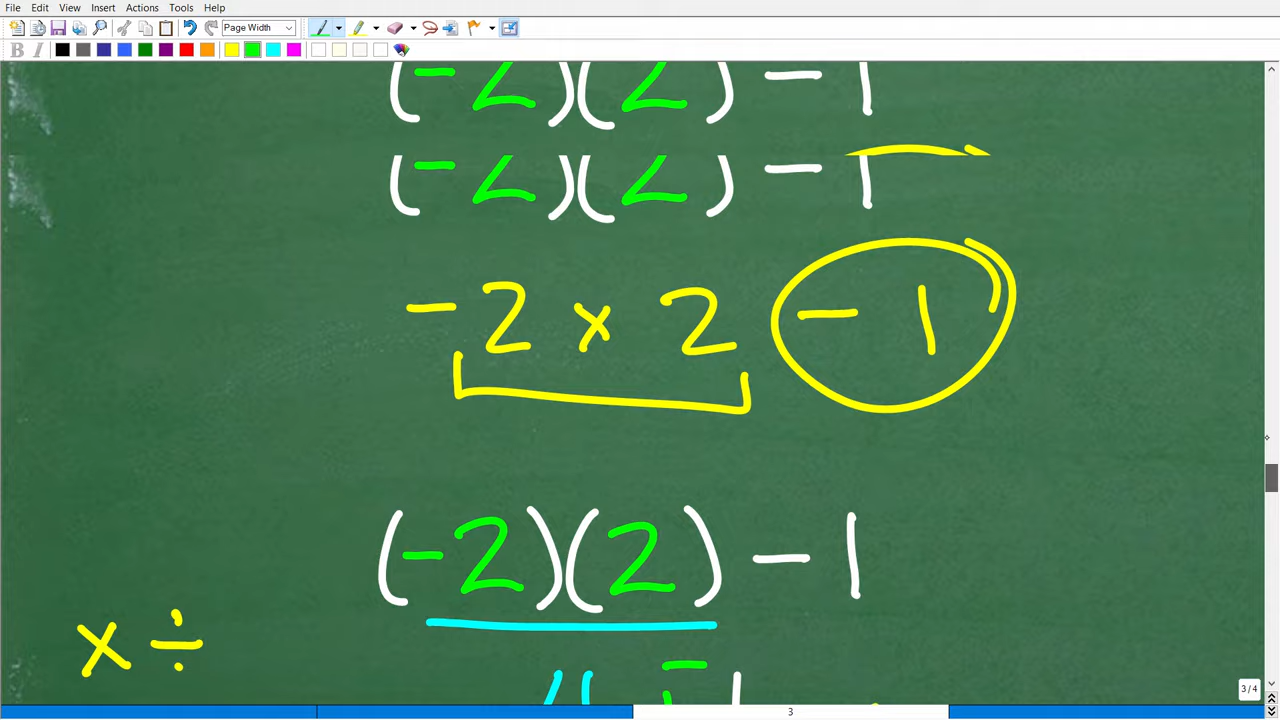 File Edit View Insert Actions Tools Help
Page Width
B I
(-2)(2) - 1
(-2)(2) - 1
-2 × 2 - 1
(-2)(2) - 1
× ÷
3/4
3